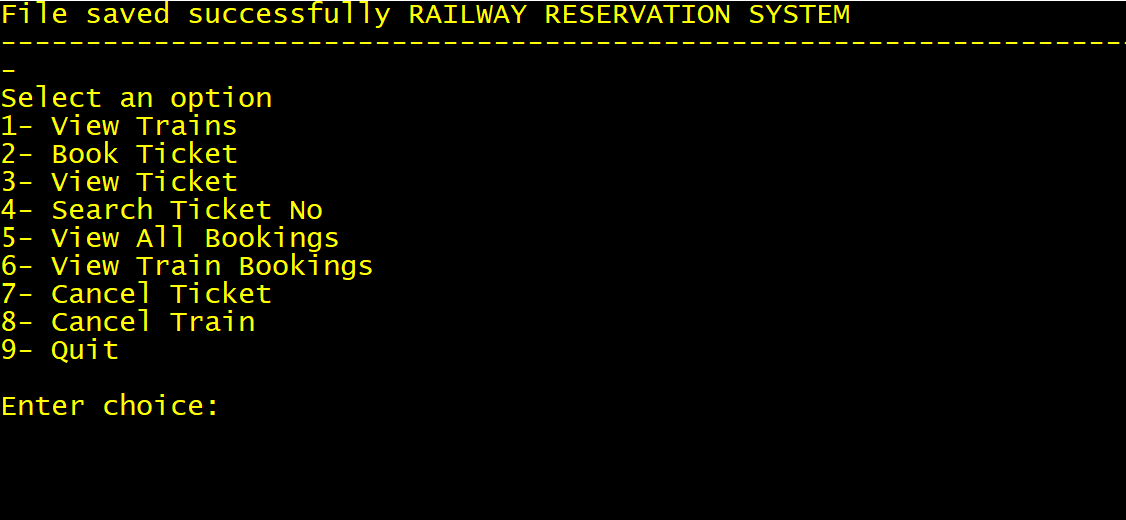 File saved successfully RAILWAY RESERVATION SYSTEM
------------------------------------------------------------------
-
Select an option
1- View Trains
2- Book Ticket
3- View Ticket
4- Search Ticket No
5- View All Bookings
6- View Train Bookings
7- Cancel Ticket
8- Cancel Train
9- Quit
Enter choice: